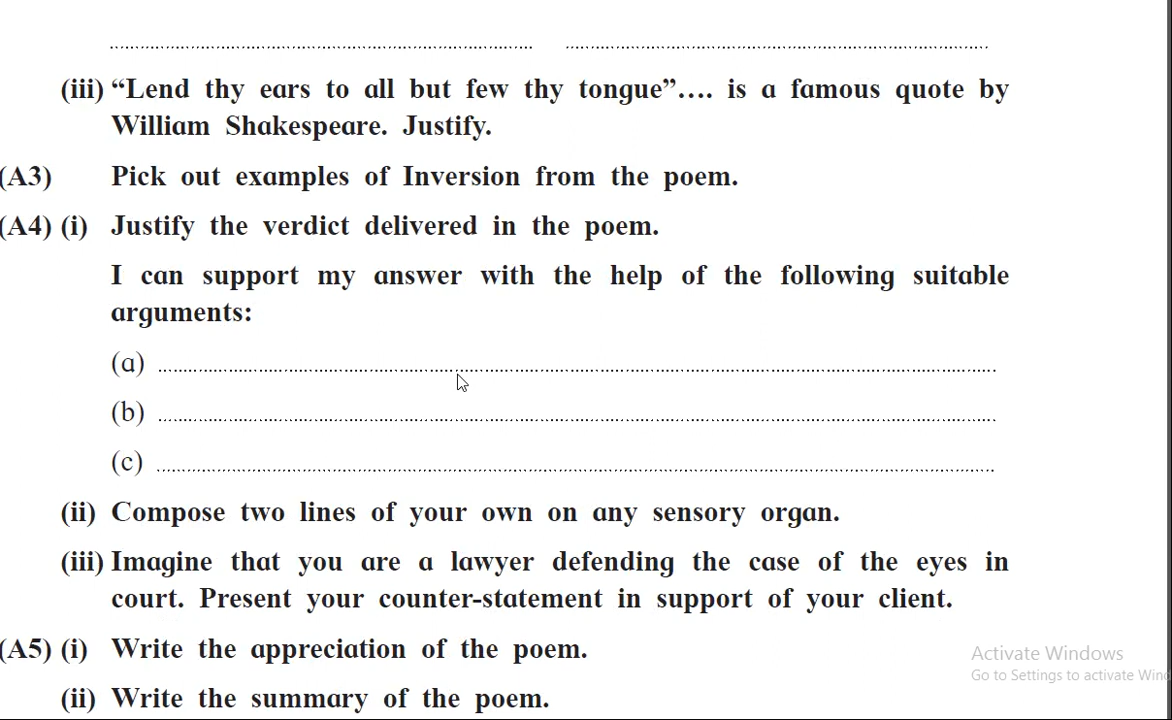 (iii) “Lend thy ears to all but few thy tongue”.... is a famous quote by
William Shakespeare. Justify.
(A3) Pick out examples of Inversion from the poem.
(A4) (i) Justify the verdict delivered in the poem.
I can support my answer with the help of the following suitable
arguments:
(a)
(b)
(c)
(ii) Compose two lines of your own on any sensory organ.
(iii) Imagine that you are a lawyer defending the case of the eyes in
court. Present your counter-statement in support of your client.
(A5) (i) Write the appreciation of the poem.
Activate Windows
Go to Settings to activate Wind
(ii) Write the summary of the poem.